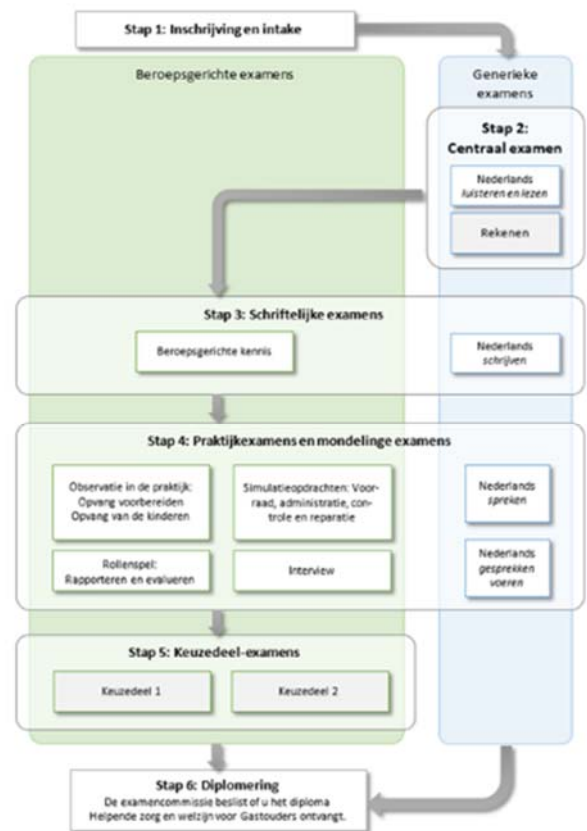 Stap 1: Inschrijving en intake
Beroepsgerichte examens
Generieke
examens
Stap 2:
Centraal examen
Nederlands
luisteren en lezen
Rekenen
Stap 3: Schriftelijke examens
Beroepsgerichte kennis
Nederlands
schrijven
Stap 4: Praktijkexamens en mondelinge examens
Observatie in de praktijk:
Opvang voorbereiden
Opvang van de kinderen
Simulatieopdrachten: Voor-
raad, administratie, con-
trole en reparatie
Nederlands
spreken
Rollenspel:
Rapporteren en evalueren
Interview
Nederlands
gesprekken
voeren
Stap 5: Keuzedeel-examens
Keuzedeel 1
Keuzedeel 2
Stap 6: Diplomering
De examencommissie beslist of u het diploma
Helpende zorg en welzijn voor Gastouders ontvangt.